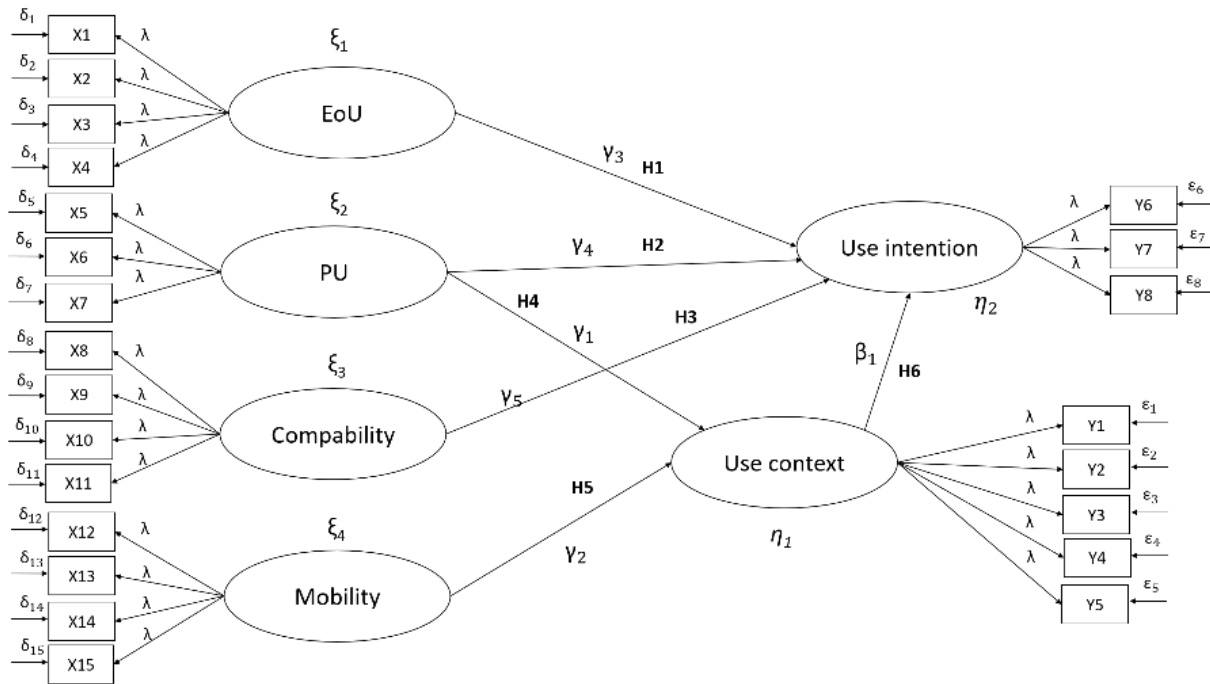 δ1 X1 λ
δ2 X2 λ
δ3 X3 λ
δ4 X4 λ
ξ1
EoU
δ5 X5 λ
δ6 X6 λ
δ7 X7 λ
ξ2
PU
δ8 X8 λ
δ9 X9 λ
δ10 X10 λ
δ11 X11 λ
ξ3
Compability
δ12 X12 λ
δ13 X13 λ
δ14 X14 λ
δ15 X15 λ
ξ4
Mobility
γ3 H1
γ4 H2
H4 γ1
H3
γ5
H5
γ2
Use intention
η2
β1 H6
Use context
η1
λ Y6 ε6
λ Y7 ε7
λ Y8 ε8
λ Y1 ε1
λ Y2 ε2
λ Y3 ε3
λ Y4 ε4
λ Y5 ε5